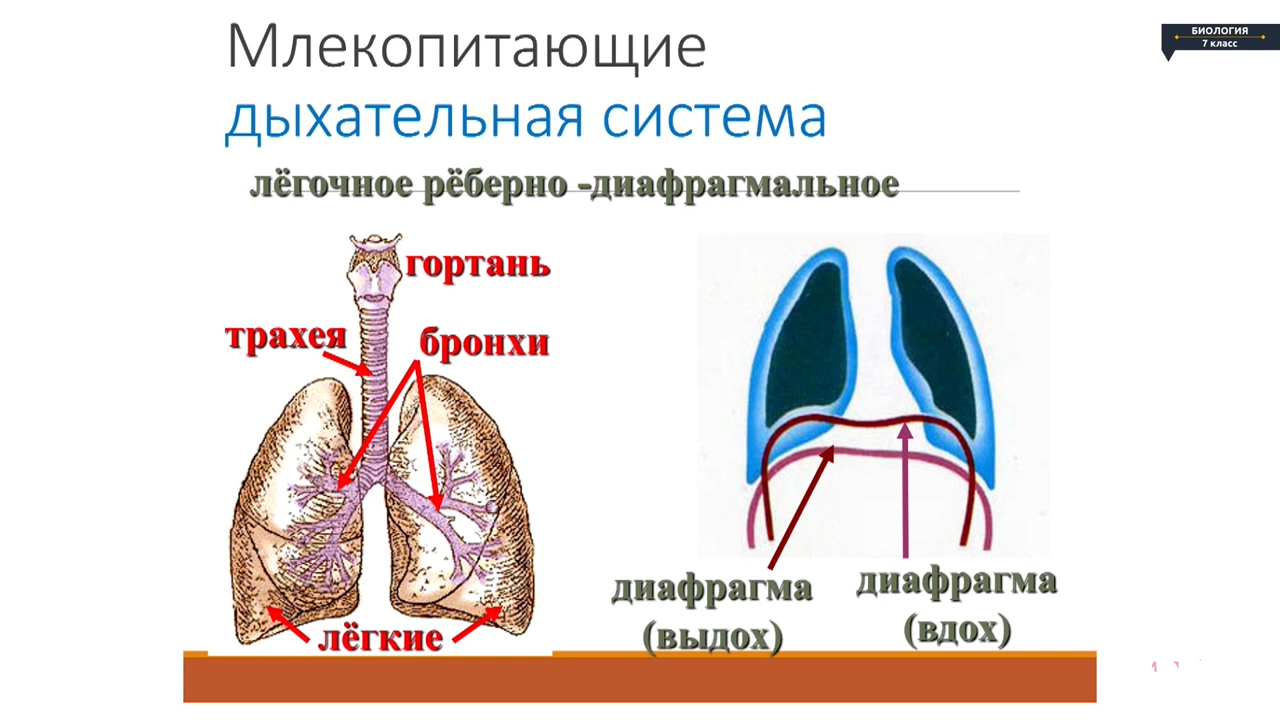 Млекопитающие
дыхательная система
БИОЛОГИЯ
7 класс
лёгочное рёберно -диафрагмальное
гортань
трахея
бронхи
лёгкие
диафрагма
(выдох)
диафрагма
(вдох)